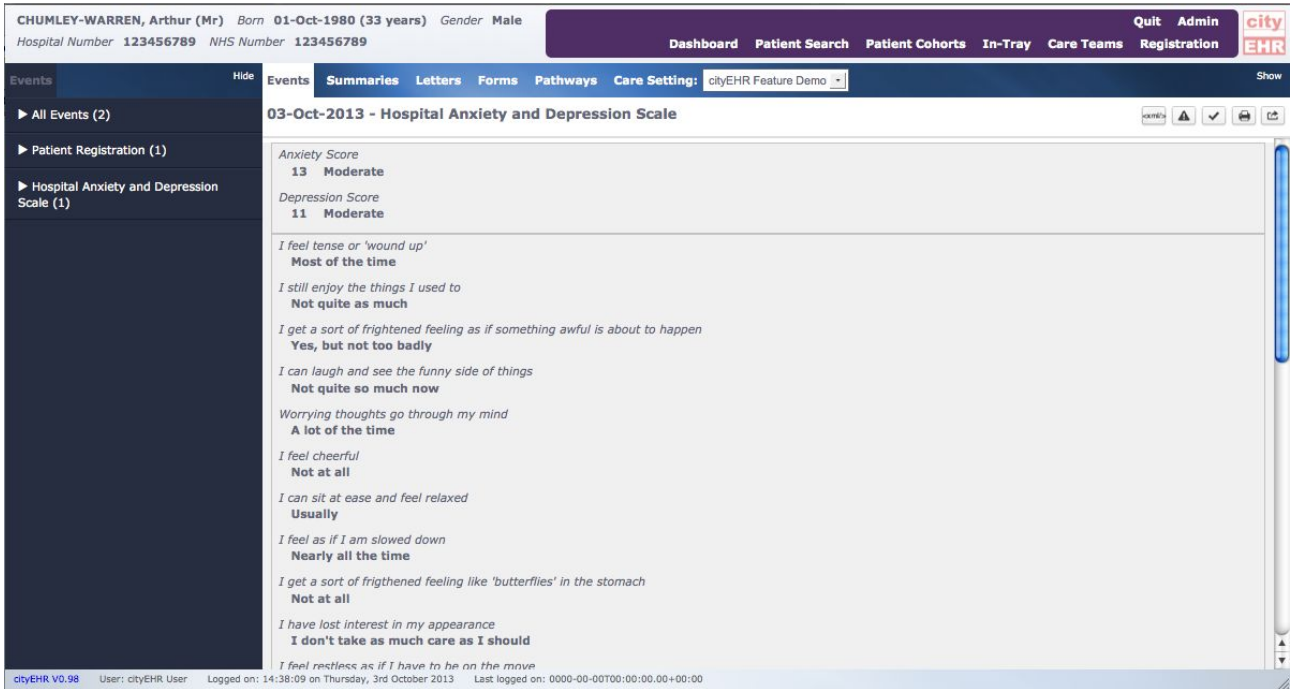 CHUMLEY-WARREN, Arthur (Mr) Born 01-Oct-1980 (33 years) Gender Male
Hospital Number 123456789 NHS Number 123456789
Quit Admin
Dashboard Patient Search Patient Cohorts In-Tray Care Teams Registration
city
EHR
Events Hide
Events Summaries Letters Forms Pathways Care Setting: cityEHR Feature Demo Show
▶ All Events (2)
▶ Patient Registration (1)
▶ Hospital Anxiety and Depression
Scale (1)
03-Oct-2013 - Hospital Anxiety and Depression Scale
Anxiety Score
13 Moderate
Depression Score
11 Moderate
I feel tense or 'wound up'
Most of the time
I still enjoy the things I used to
Not quite as much
I get a sort of frightened feeling as if something awful is about to happen
Yes, but not too badly
I can laugh and see the funny side of things
Not quite so much now
Worrying thoughts go through my mind
A lot of the time
I feel cheerful
Not at all
I can sit at ease and feel relaxed
Usually
I feel as if I am slowed down
Nearly all the time
I get a sort of frigthened feeling like 'butterflies' in the stomach
Not at all
I have lost interest in my appearance
I don't take as much care as I should
I feel restless as if I have to be on the move
cityEHR V0.98 User: cityEHR User Logged on: 14:38:09 on Thursday, 3rd October 2013 Last logged on: 0000-00-00T00:00:00.00+00:00